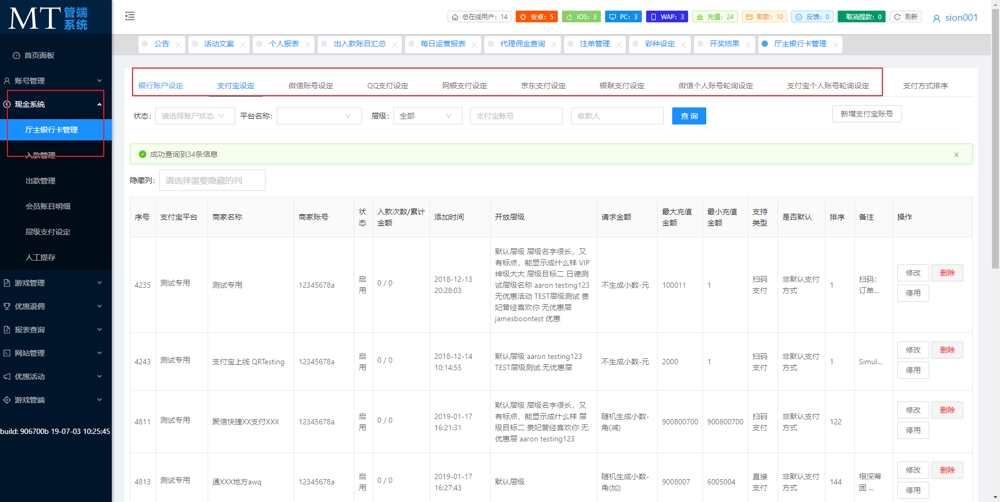 MT 管端系统
总在线用户: 14
安卓: 5
IOS: 3
PC: 3
WAP: 3
充值: 24
取款: 10
反馈: 0
取消提款: 0
刷新
sion001
公告
活动文案
个人报表
出入款账目汇总
每日运营报表
代理佣金查询
注单管理
彩种设定
开奖结果
厅主银行卡管理
首页面板
账号管理
现金系统
厅主银行卡管理
入款管理
出款管理
会员账目明细
层级支付设定
人工提存
游戏管理
优惠退佣
报表查询
网站管理
优惠活动
游戏管端
build: 906700b 19-07-03 10:25:45
银行账户设定
支付宝设定
微信账号设定
QQ支付设定
网银支付设定
京东支付设定
银联支付设定
微信个人账号轮询设定
支付宝个人账号轮询设定
支付方式排序
状态:
请选择账户状态
平台名称:
层级:
全部
支付宝账号
收款人
查 询
新增支付宝账号
成功查询到34条信息
隐藏列:
请选择需要隐藏的列
序号
支付宝平台
商家名称
商家账号
状态
入款次数/累计金额
添加时间
开放层级
请求金额
最大充值金额
最小充值金额
支持类型
是否默认
排序
备注
操作
4235
测试专用
测试专用
12345678a
启用
0 / 0
2018-12-13
20:28:03
默认层级 层级名字很长，又
有标点，能显示成什么样 VIP
神级大大 层级目标二 日德测
试层级名称 aaron testing123
无优惠活动 TEST层级测试 贵
妃曾经喜欢你 无优惠层
jamesboontest 优惠
不生成小数-元
100011
1
扫码支付
非默认支付方式
1
扫码：
订单...
修改
删除
停用
4243
测试专用
支付宝上线 QRTesting
12345678a
启用
0 / 0
2018-12-14
10:14:55
默认层级 aaron testing123
TEST层级测试 无优惠层
不生成小数-元
2000
1
扫码支付
非默认支付方式
1
Simul...
修改
删除
停用
4811
测试专用
聚信快捷XX支付XXX
12345678a
启用
0 / 0
2019-01-17
16:21:31
默认层级 层级名字很长，又
有标点，能显示成什么样 层
级目标二 贵妃曾经喜欢你 无
优惠层 aaron testing123
随机生成小数-
角(减)
900800700
900800700
扫码支付
非默认支付方式
122
修改
删除
停用
4813
测试专用
通XXX地方awq
12345678a
启用
0 / 0
2019-01-17
16:27:43
默认层级
随机生成小数-
角(加)
9008007
6005004
直接支付
非默认支付方式
144
根深蒂
固 ...
修改
删除
停用